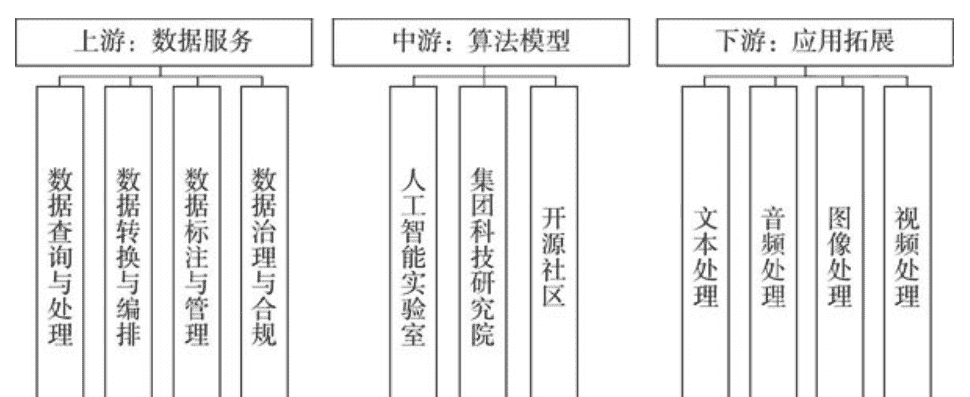 上游：数据服务
数据查询与处理
数据转换与编排
数据标注与管理
数据治理与合规
中游：算法模型
人工智能实验室
集团科技研究院
开源社区
下游：应用拓展
文本处理
音频处理
图像处理
视频处理